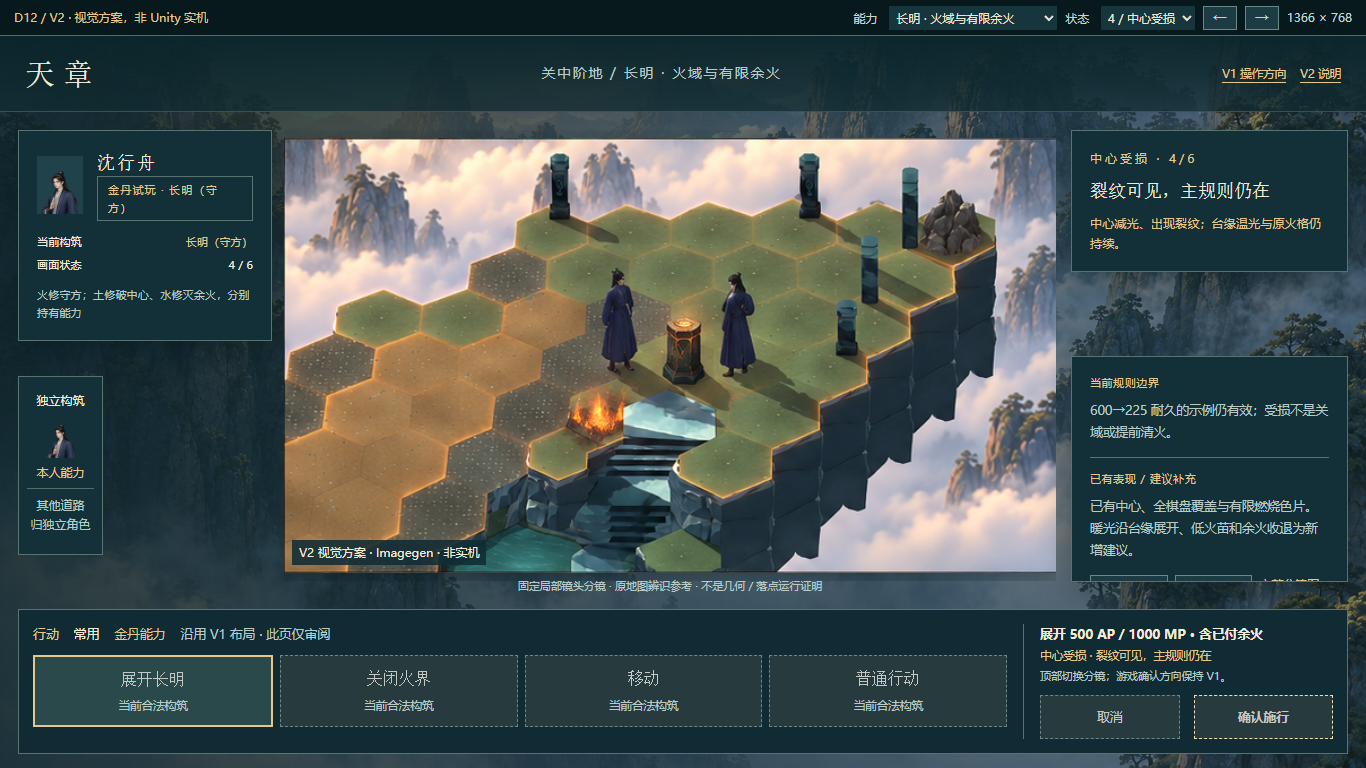 D12 / V2 · 视觉方案，非 Unity 实机
能力 长明 · 火域与有限余火 状态 4 / 中心受损 ← → 1366 × 768
天章
关中阶地 / 长明 · 火域与有限余火
V1 操作方向 V2 说明
沈行舟
金丹试玩 · 长明（守
方）
当前构筑 长明（守方）
画面状态 4 / 6
火修守方；土修破中心、水修灭余火，分别
持有能力
独立构筑
本人能力
其他道路
归独立角色
V2 视觉方案 · Imagegen · 非实机
固定局部镜头分镜 · 原地图辨识参考 · 不是几何 / 落点运行证明
中心受损 · 4/6
裂纹可见，主规则仍在
中心减光、出现裂纹；台缘温光与原火格仍
持续。
当前规则边界
600→225 耐久的示例仍有效；受损不是关
域或提前清火。
已有表现 / 建议补充
已有中心、全棋盘覆盖与有限燃烧色片。
暖光沿台缘展开、低火苗和余火收退为新
增建议。
行动 常用 金丹能力 沿用 V1 布局 · 此页仅审阅
展开长明
当前合法构筑
关闭火界
当前合法构筑
移动
当前合法构筑
普通行动
当前合法构筑
展开 500 AP / 1000 MP • 含已付余火
中心受损 · 裂纹可见，主规则仍在
顶部切换分镜；游戏确认方向保持 V1。
取消
确认施行